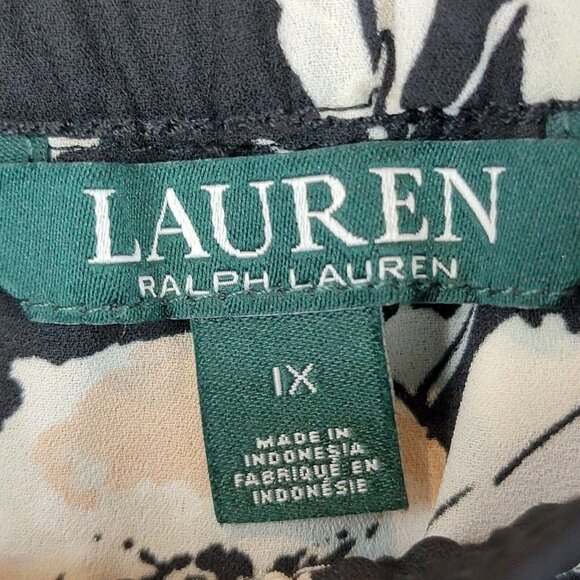 LAUREN
RALPH LAUREN
1X
MADE IN
INDONESIA
FABRIQUÉ EN
INDONÉSIE